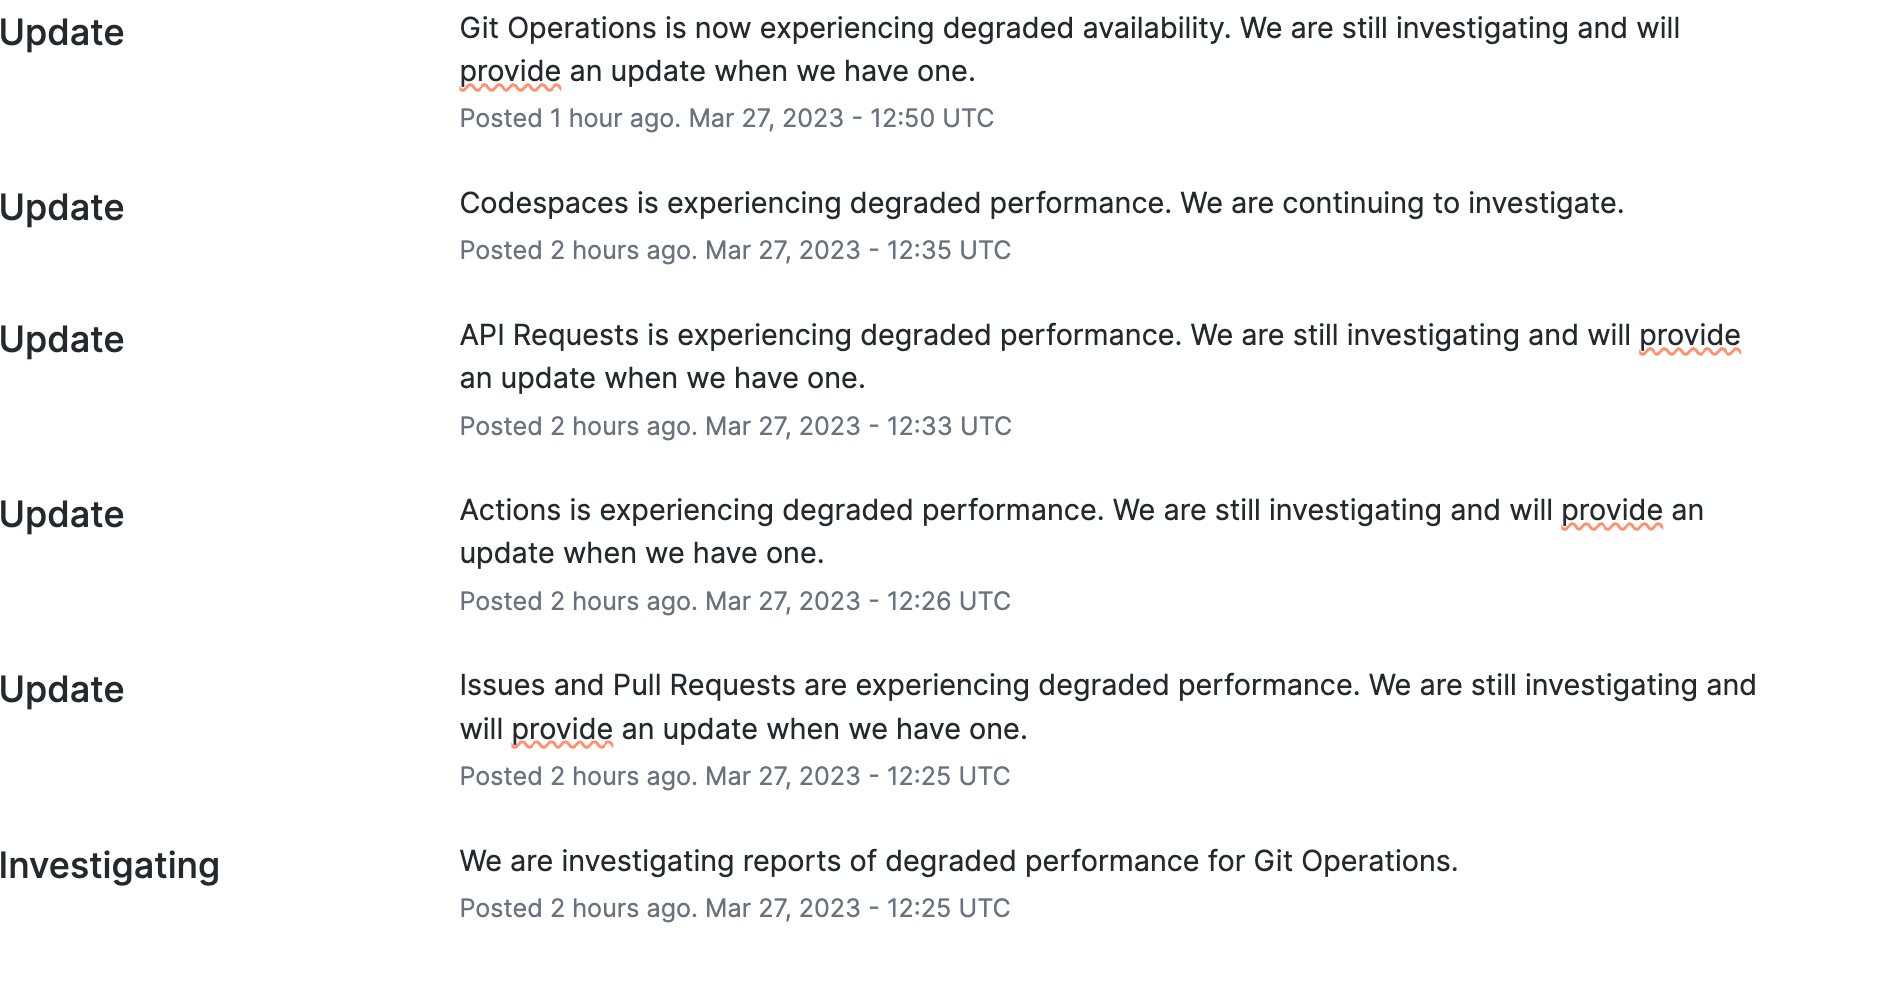 Update
Git Operations is now experiencing degraded availability. We are still investigating and will
provide an update when we have one.
Posted 1 hour ago. Mar 27, 2023 - 12:50 UTC
Update
Codespaces is experiencing degraded performance. We are continuing to investigate.
Posted 2 hours ago. Mar 27, 2023 - 12:35 UTC
Update
API Requests is experiencing degraded performance. We are still investigating and will provide
an update when we have one.
Posted 2 hours ago. Mar 27, 2023 - 12:33 UTC
Update
Actions is experiencing degraded performance. We are still investigating and will provide an
update when we have one.
Posted 2 hours ago. Mar 27, 2023 - 12:26 UTC
Update
Issues and Pull Requests are experiencing degraded performance. We are still investigating and
will provide an update when we have one.
Posted 2 hours ago. Mar 27, 2023 - 12:25 UTC
Investigating
We are investigating reports of degraded performance for Git Operations.
Posted 2 hours ago. Mar 27, 2023 - 12:25 UTC